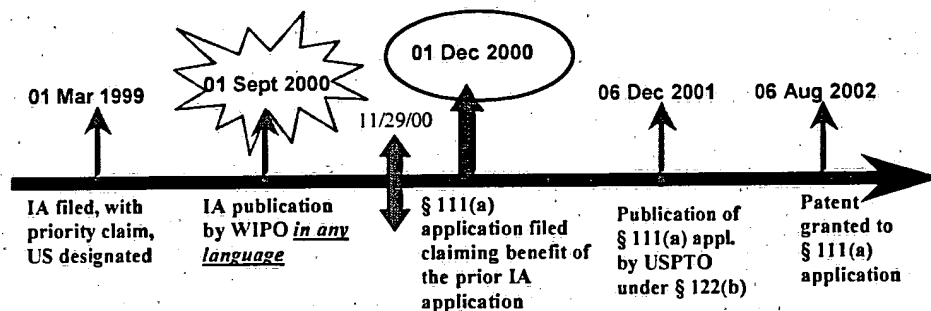 01 Mar 1999
01 Sept 2000
01 Dec 2000
11/29/00
06 Dec 2001
06 Aug 2002
IA filed, with
priority claim,
US designated
IA publication
by WIPO in any
language
§ 111(a)
application filed
claiming benefit of
the prior IA
application
Publication of
§ 111(a) appl.
by USPTO
under § 122(b)
Patent
granted to
§ 111(a)
application